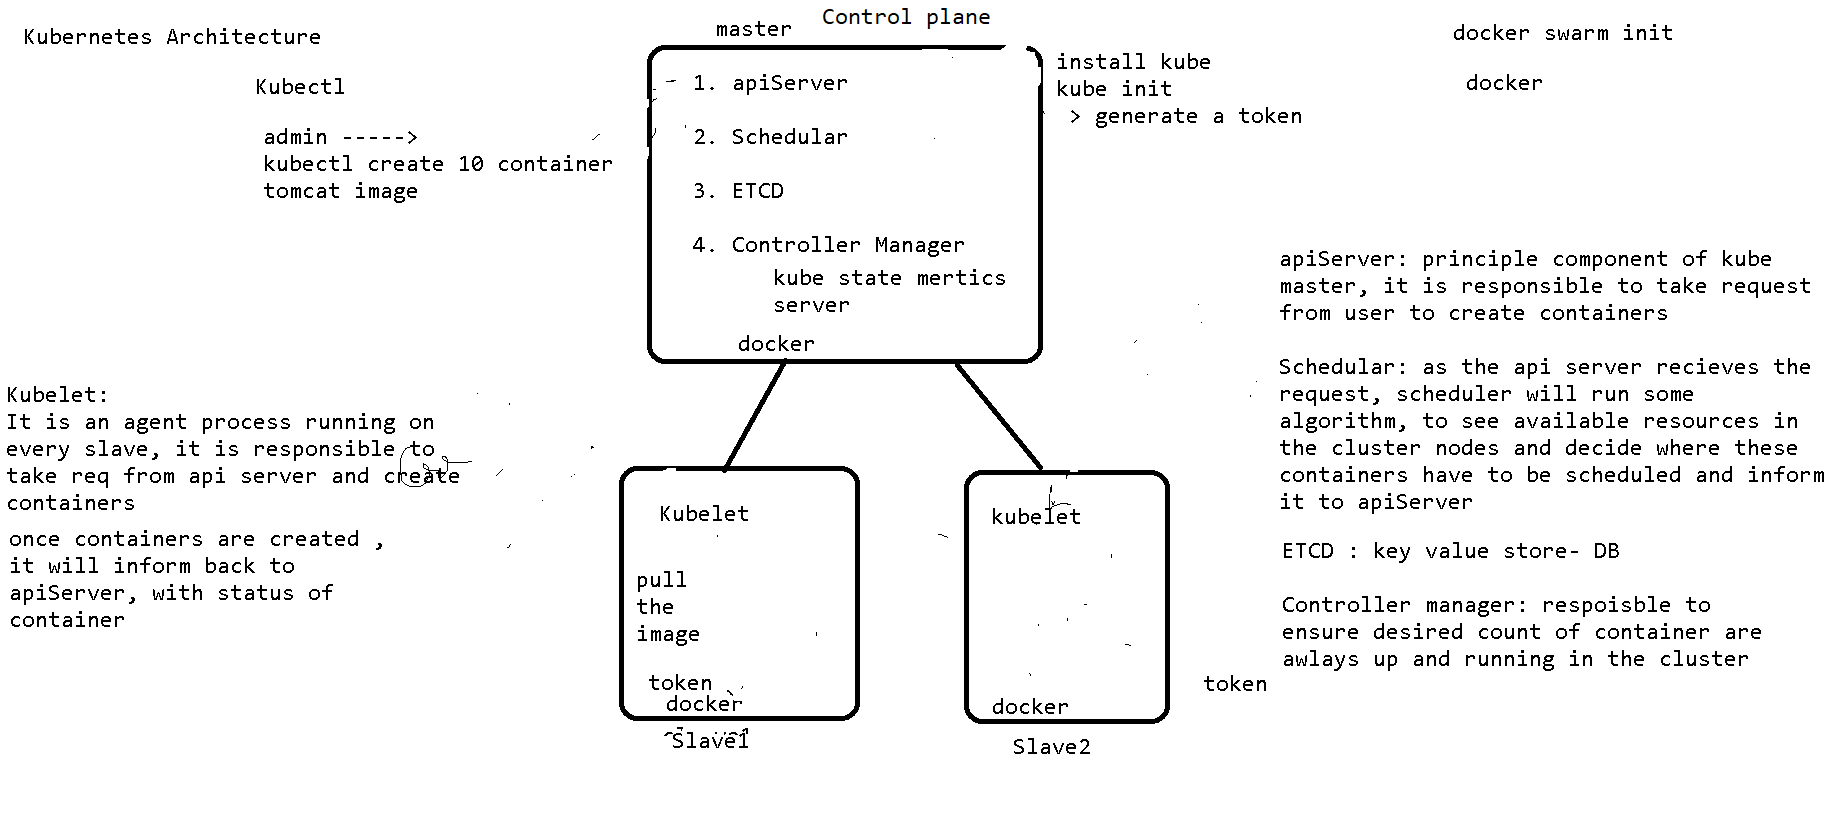 Kubernetes Architecture
Kubectl
admin ----->
kubectl create 10 container
tomcat image
master
Control plane
1. apiServer
2. Schedular
3. ETCD
4. Controller Manager
kube state mertics
server
docker
install kube
kube init
> generate a token
docker swarm init
docker
apiServer: principle component of kube
master, it is responsible to take request
from user to create containers
Schedular: as the api server recieves the
request, scheduler will run some
algorithm, to see available resources in
the cluster nodes and decide where these
containers have to be scheduled and inform
it to apiServer
ETCD : key value store- DB
Controller manager: respoisble to
ensure desired count of container are
awlays up and running in the cluster
Kubelet:
It is an agent process running on
every slave, it is responsible to
take req from api server and create
containers
once containers are created ,
it will inform back to
apiServer, with status of
container
Kubelet
pull
the
image
token
docker
Slave1
kubelet
docker
Slave2
token